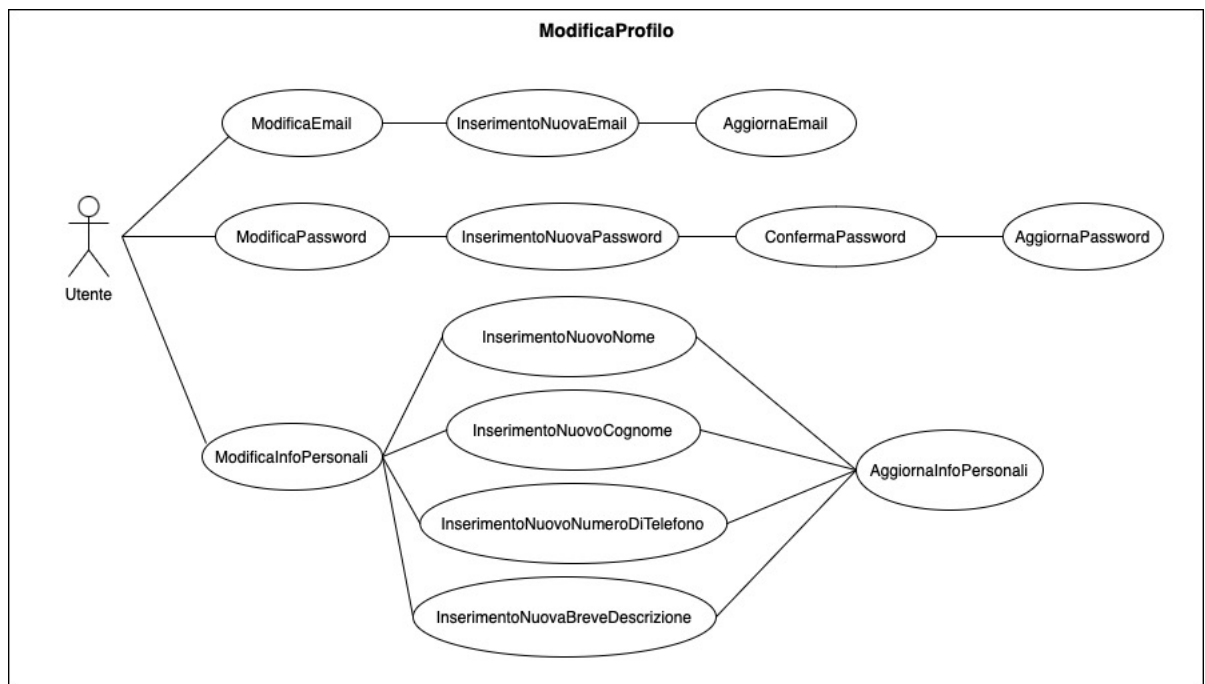 ModificaProfilo
ModificaEmail
InserimentoNuovaEmail
AggiornaEmail
Utente
ModificaPassword
InserimentoNuovaPassword
ConfermaPassword
AggiornaPassword
ModificaInfoPersonali
InserimentoNuovoNome
InserimentoNuovoCognome
InserimentoNuovoNumeroDiTelefono
InserimentoNuovaBreveDescrizione
AggiornaInfoPersonali